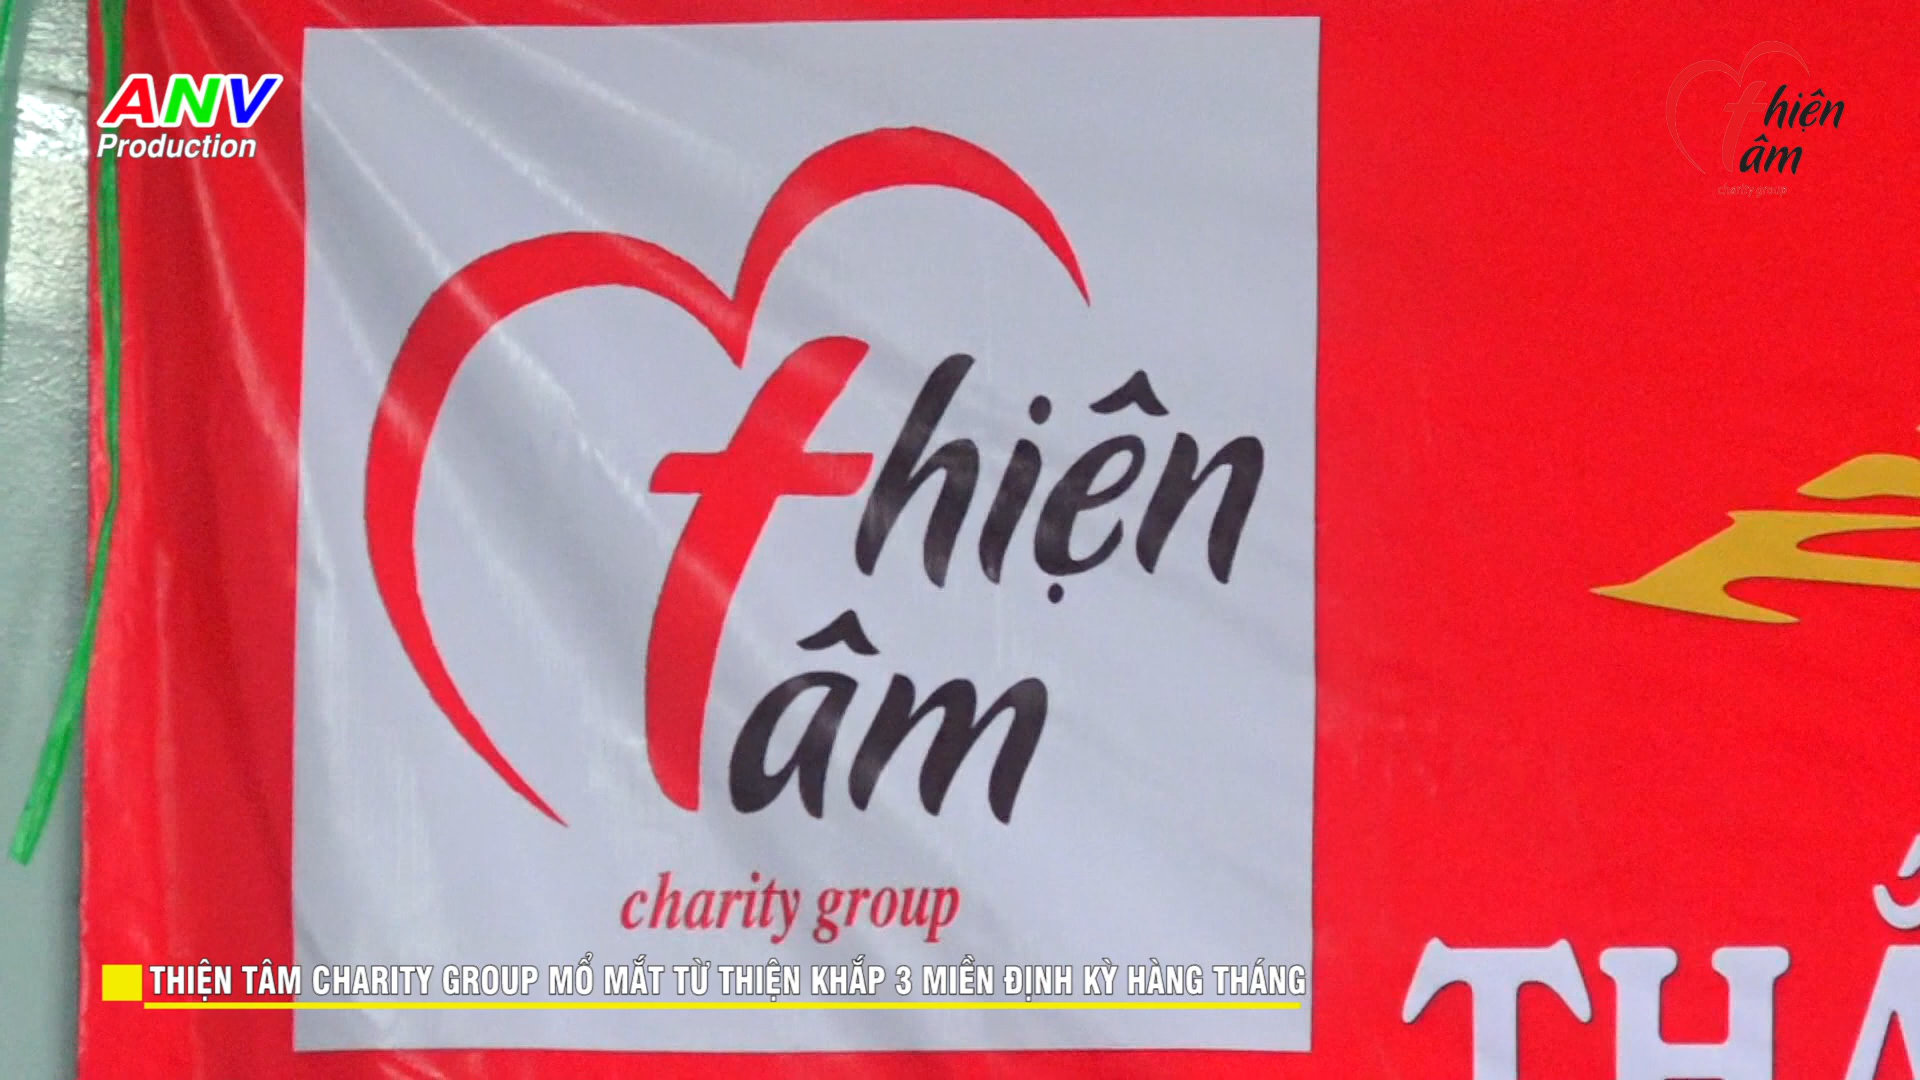 ANV
Production
thiện
tâm
charity group
thiện
tâm
charity group
THIỆN TÂM CHARITY GROUP MỔ MẮT TỪ THIỆN KHẮP 3 MIỀN ĐỊNH KỲ HÀNG THÁNG